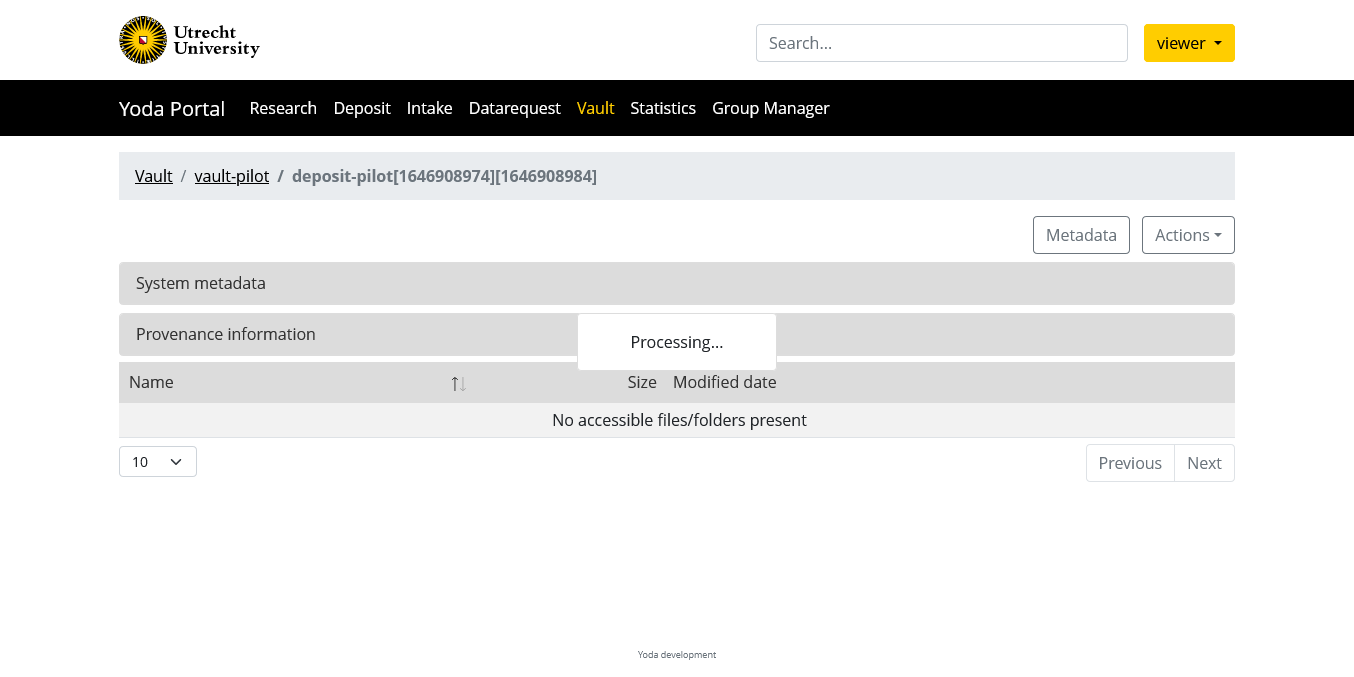 Utrecht
University
Search...
viewer
Yoda Portal Research Deposit Intake Datarequest Vault Statistics Group Manager
Vault / vault-pilot / deposit-pilot[1646908974][1646908984]
Metadata Actions
System metadata
Provenance information
Processing...
Name Size Modified date
No accessible files/folders present
10
Previous Next
Yoda development